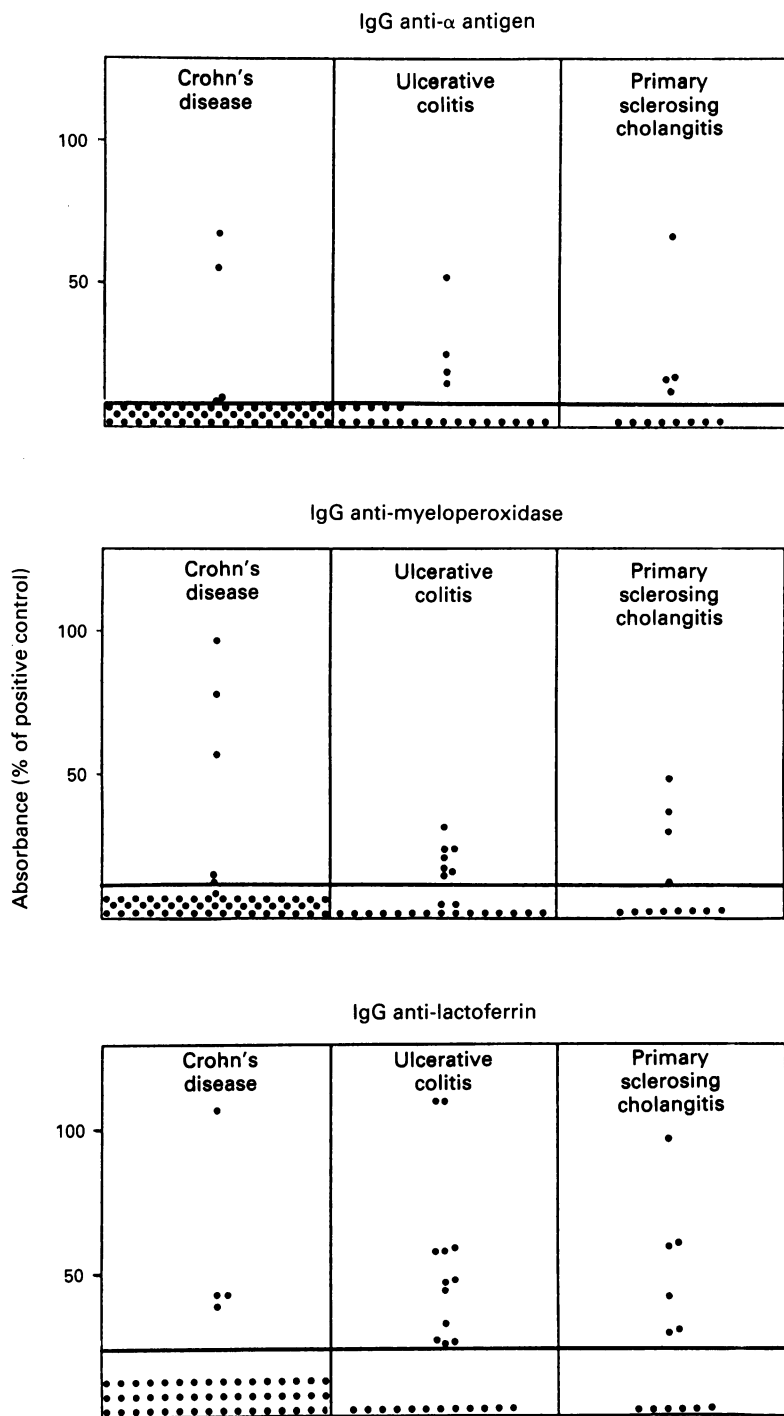 IgG anti-α antigen
Crohn's
disease
Ulcerative
colitis
Primary
sclerosing
cholangitis
100
50
IgG anti-myeloperoxidase
Crohn's
disease
Ulcerative
colitis
Primary
sclerosing
cholangitis
100
50
Absorbance (% of positive control)
IgG anti-lactoferrin
Crohn's
disease
Ulcerative
colitis
Primary
sclerosing
cholangitis
100
50